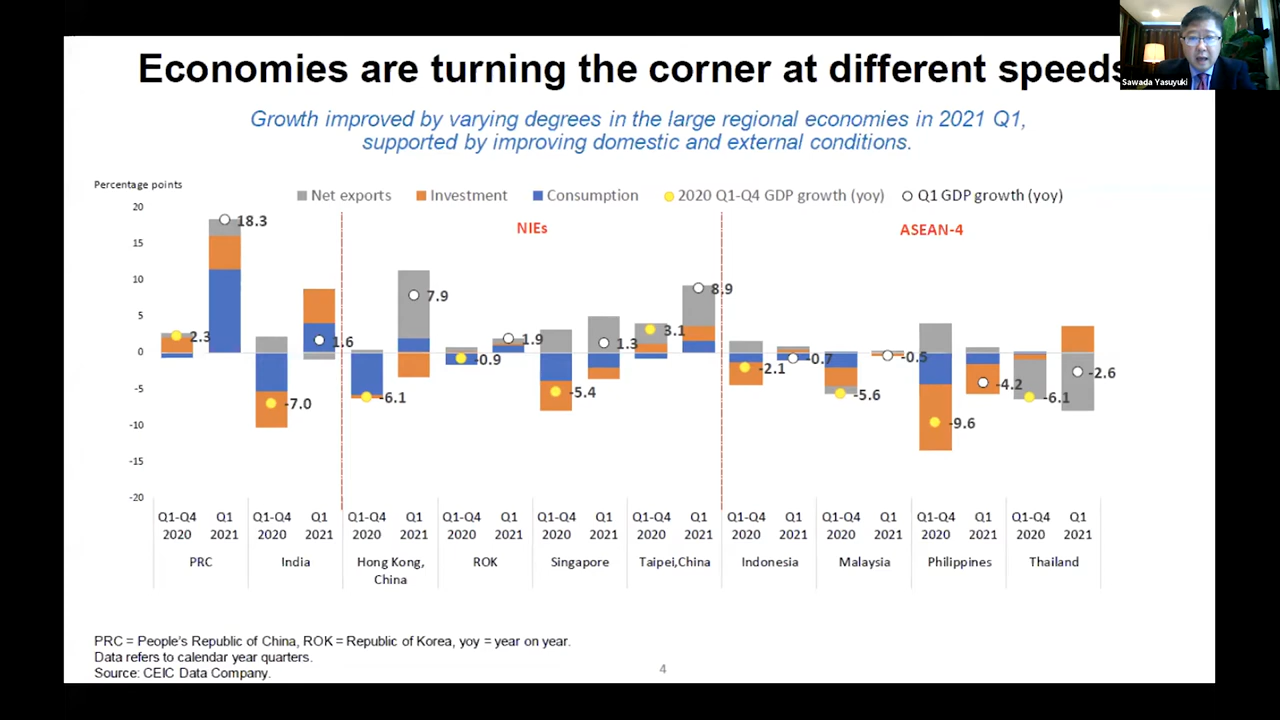 Economies are turning the corner at different speeds
Sawada Yasuyuki
Growth improved by varying degrees in the large regional economies in 2021 Q1,
supported by improving domestic and external conditions.
Percentage points
Net exports Investment Consumption 2020 Q1-Q4 GDP growth (yoy) Q1 GDP growth (yoy)
NIEs ASEAN-4
20
15
10
5
0
-5
-10
-15
-20
2.3 18.3 -7.0 1.6 -6.1 7.9 -0.9 1.9 -5.4 1.3 3.1 8.9 -2.1 -0.7 -5.6 -0.5 -9.6 -4.2 -6.1 -2.6
Q1-Q4 Q1 Q1-Q4 Q1 Q1-Q4 Q1 Q1-Q4 Q1 Q1-Q4 Q1 Q1-Q4 Q1 Q1-Q4 Q1 Q1-Q4 Q1 Q1-Q4 Q1 Q1-Q4 Q1
2020 2021 2020 2021 2020 2021 2020 2021 2020 2021 2020 2021 2020 2021 2020 2021 2020 2021 2020 2021
PRC India Hong Kong, ROK Singapore Taipei,China Indonesia Malaysia Philippines Thailand
China
PRC = People's Republic of China, ROK = Republic of Korea, yoy = year on year.
Data refers to calendar year quarters.
Source: CEIC Data Company.
4